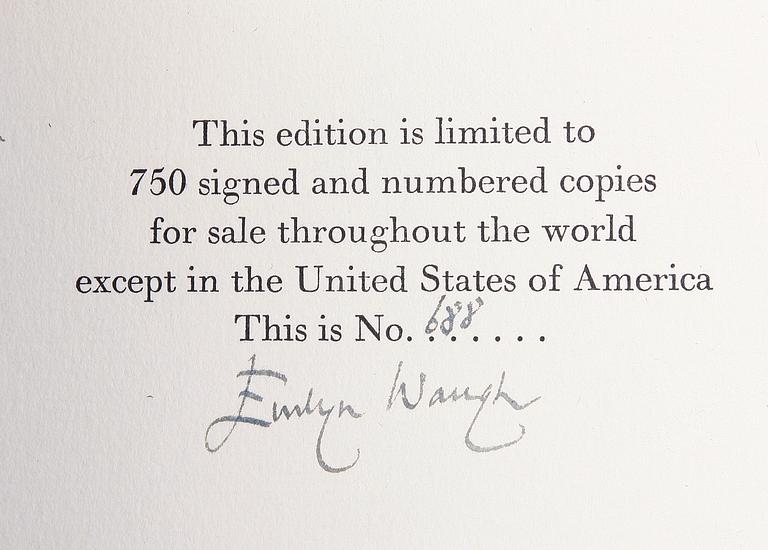 This edition is limited to
750 signed and numbered copies
for sale throughout the world
except in the United States of America
This is No. 688......
Evelyn Waugh